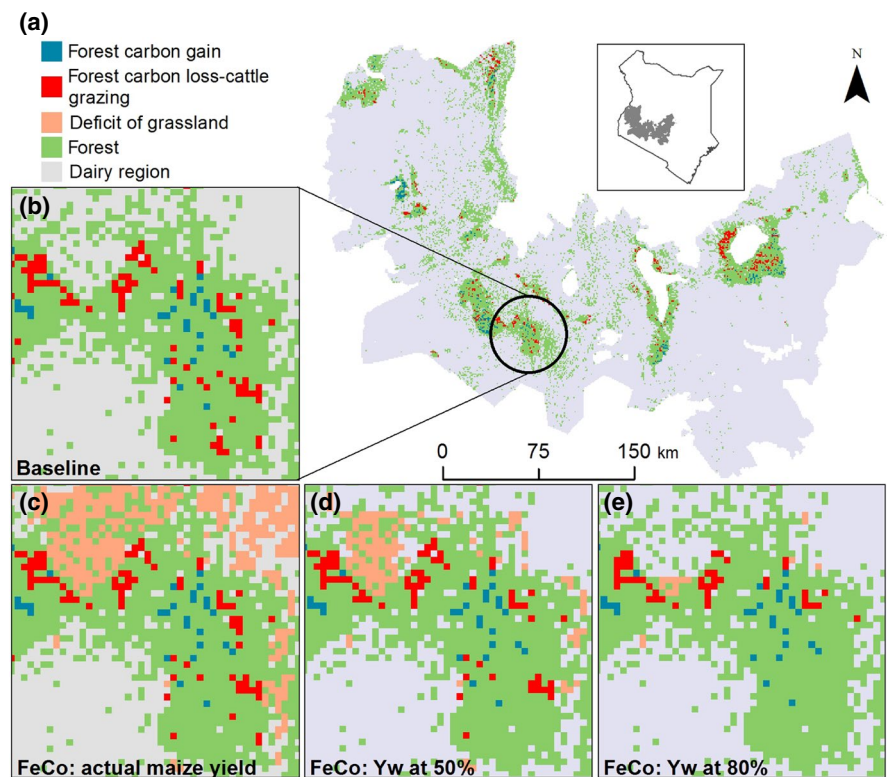 (a)
Forest carbon gain
Forest carbon loss-cattle
grazing
Deficit of grassland
Forest
Dairy region
N
(b)
Baseline
0 75 150 km
(c)
FeCo: actual maize yield
(d)
FeCo: Yw at 50%
(e)
FeCo: Yw at 80%